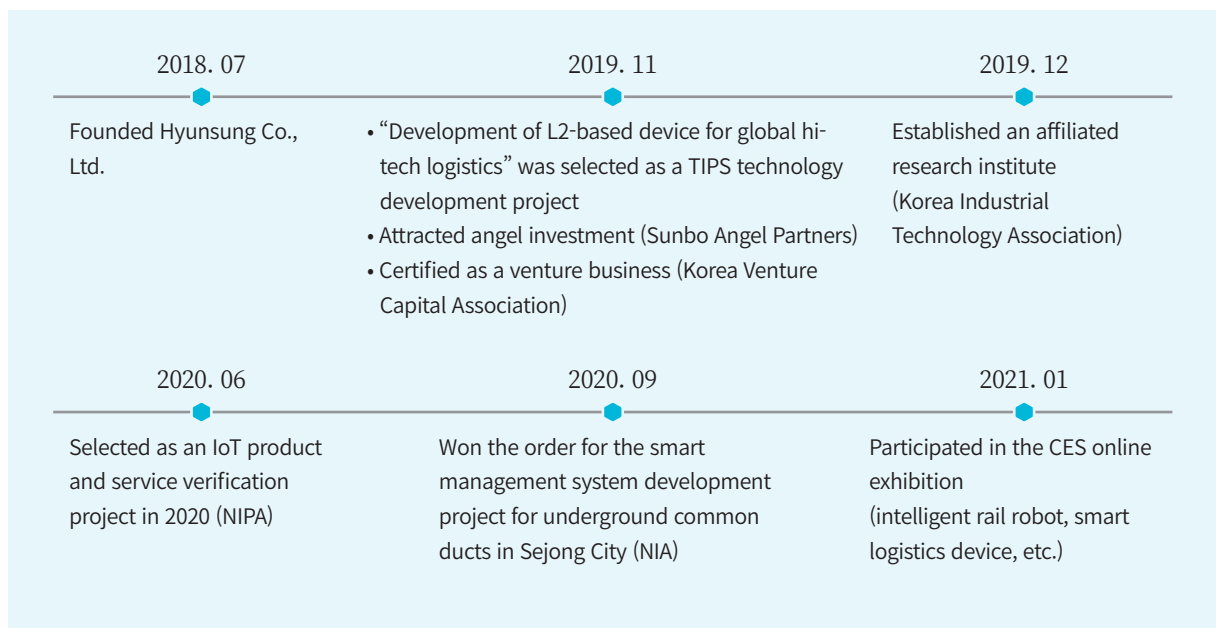 2018. 07
Founded Hyunsung Co.,
Ltd.
2019. 11
• “Development of L2-based device for global hi-
tech logistics” was selected as a TIPS technology
development project
• Attracted angel investment (Sunbo Angel Partners)
• Certified as a venture business (Korea Venture
Capital Association)
2019. 12
Established an affiliated
research institute
(Korea Industrial
Technology Association)
2020. 06
Selected as an IoT product
and service verification
project in 2020 (NIPA)
2020. 09
Won the order for the smart
management system development
project for underground common
ducts in Sejong City (NIA)
2021. 01
Participated in the CES online
exhibition
(intelligent rail robot, smart
logistics device, etc.)